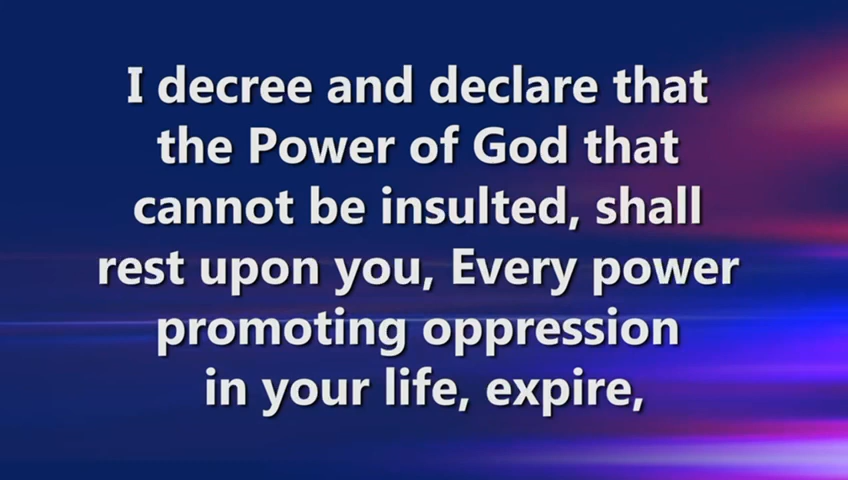 I decree and declare that
the Power of God that
cannot be insulted, shall
rest upon you, Every power
promoting oppression
in your life, expire,